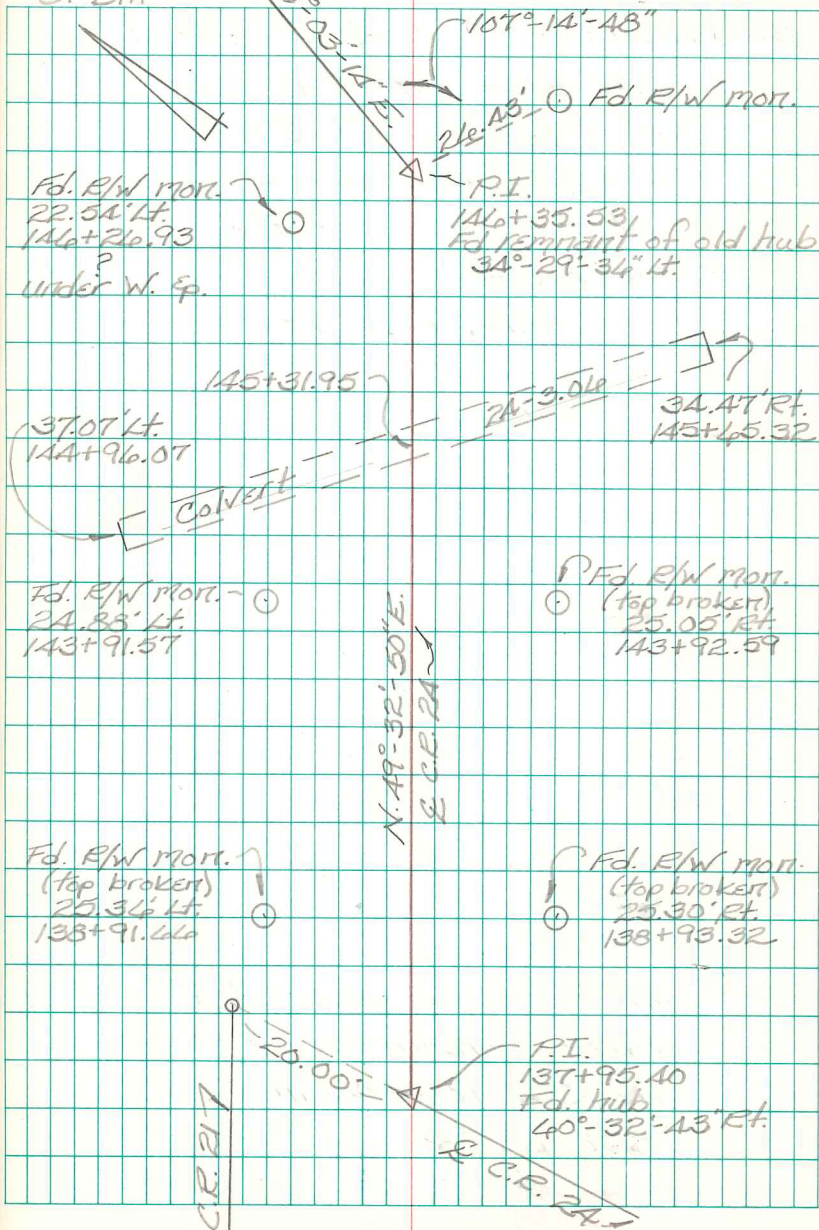 5°-03'-14" E.
107°-14'-48"
26.43'
Fd. R/W mon.
Fd. R/W mon.
22.54' Lt.
146+26.93
?
under W. Ep.
P.I.
146+35.53
Fd remnant of old hub
34°-29'-36" Lt.
145+31.95
24-3.06
37.07' Lt.
144+96.07
34.47' Rt.
145+65.32
Culvert
Fd. R/W mon.
24.88' Lt.
143+91.57
Fd. R/W mon.
(top broken)
25.05' Rt
143+92.59
N. 49°-32'-50" E.
℄ C.R. 24
Fd. R/W mon.
(top broken)
25.36' Lt.
138+91.66
Fd. R/W mon.
(top broken)
25.30' Rt.
138+93.32
20.00'
P.I.
137+95.40
Fd. hub
60°-32'-43" Rt.
C.R. 217
℄ C.R. 24